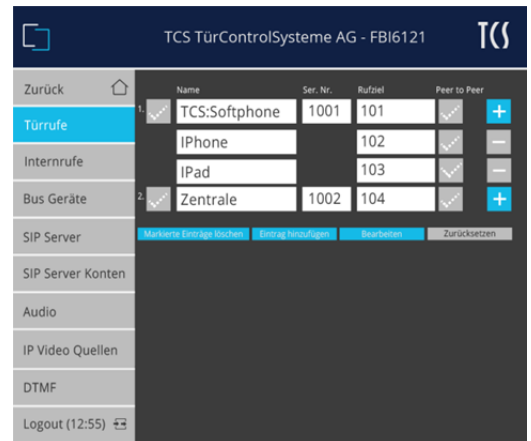 TCS TürControlSysteme AG - FBI6121 TCS
Zurück
Türrufe
Internrufe
Bus Geräte
SIP Server
SIP Server Konten
Audio
IP Video Quellen
DTMF
Logout (12:55)
Name Ser. Nr. Rufziel Peer to Peer
1. TCS:Softphone 1001 101 +
IPhone 102 −
IPad 103 −
2. Zentrale 1002 104 +
Markierte Einträge löschen Eintrag hinzufügen Bearbeiten Zurücksetzen